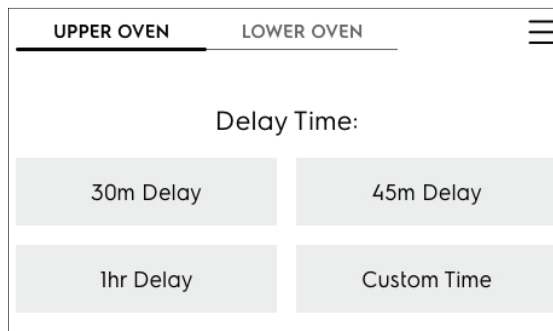 UPPER OVEN LOWER OVEN
Delay Time:
30m Delay 45m Delay
1hr Delay Custom Time